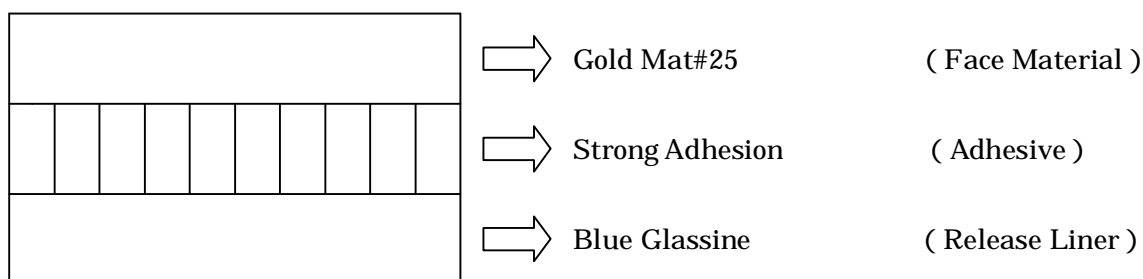 Gold Mat#25 ( Face Material )
Strong Adhesion ( Adhesive )
Blue Glassine ( Release Liner )